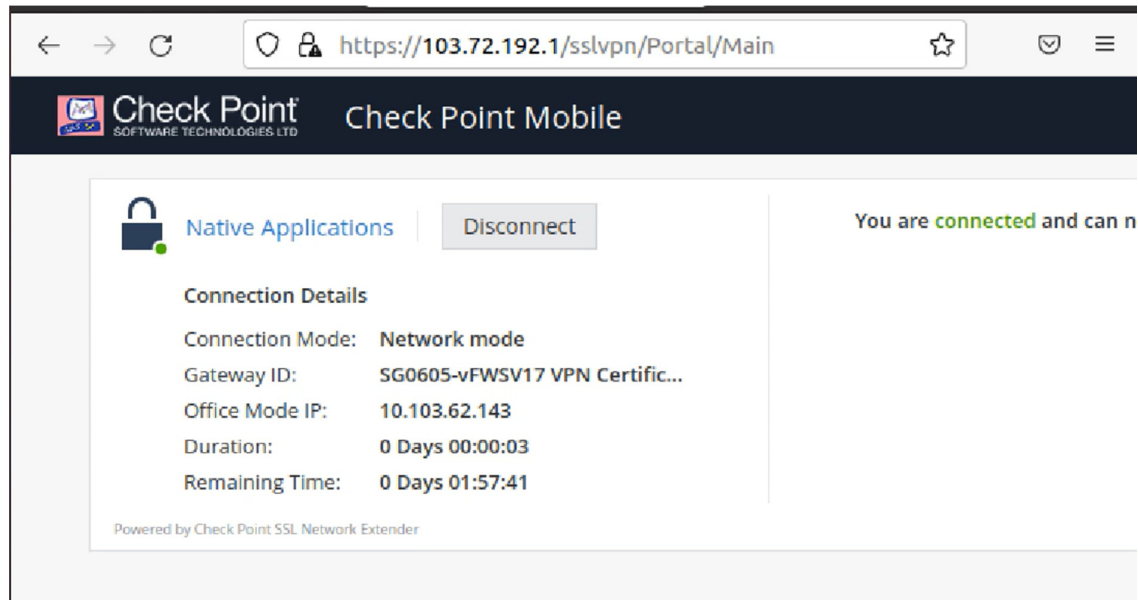 https://103.72.192.1/sslvpn/Portal/Main
Check Point
SOFTWARE TECHNOLOGIES LTD
Check Point Mobile
Native Applications
Disconnect
You are connected and can n
Connection Details
Connection Mode: Network mode
Gateway ID: SG0605-vFWSV17 VPN Certific...
Office Mode IP: 10.103.62.143
Duration: 0 Days 00:00:03
Remaining Time: 0 Days 01:57:41
Powered by Check Point SSL Network Extender